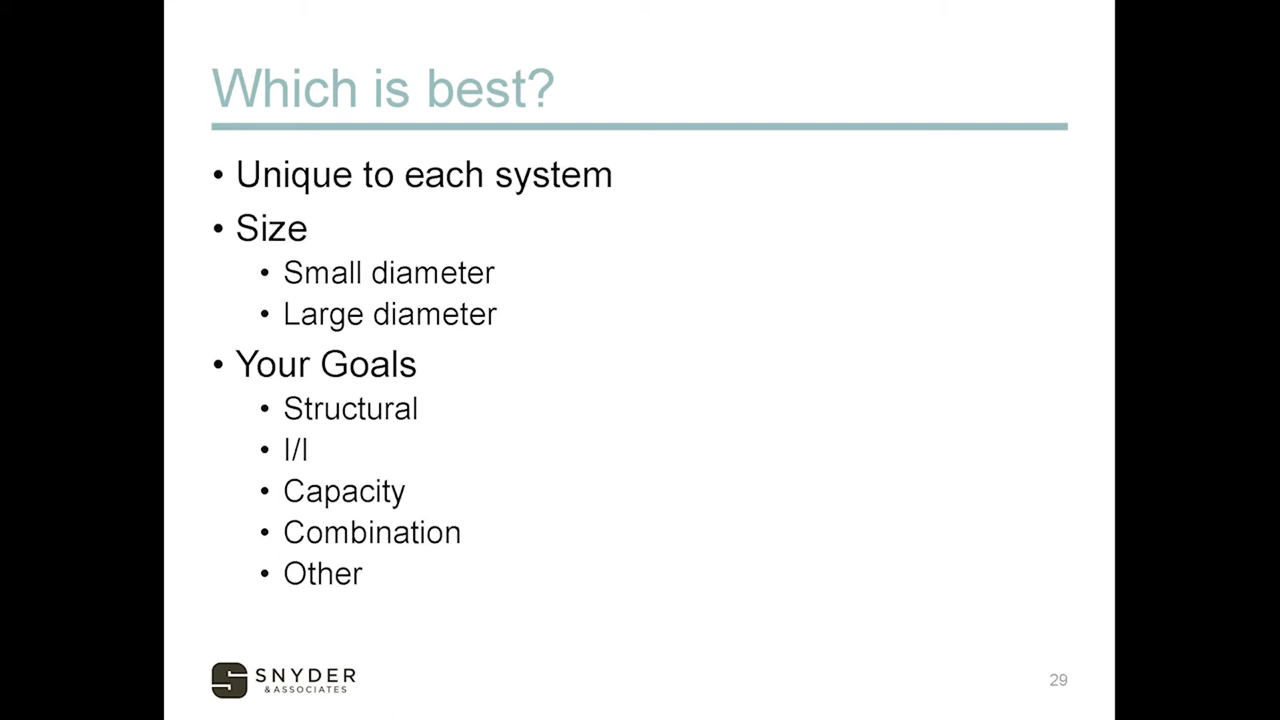 Which is best?
• Unique to each system
• Size
• Small diameter
• Large diameter
• Your Goals
• Structural
• I/I
• Capacity
• Combination
• Other
SNYDER
& ASSOCIATES
29